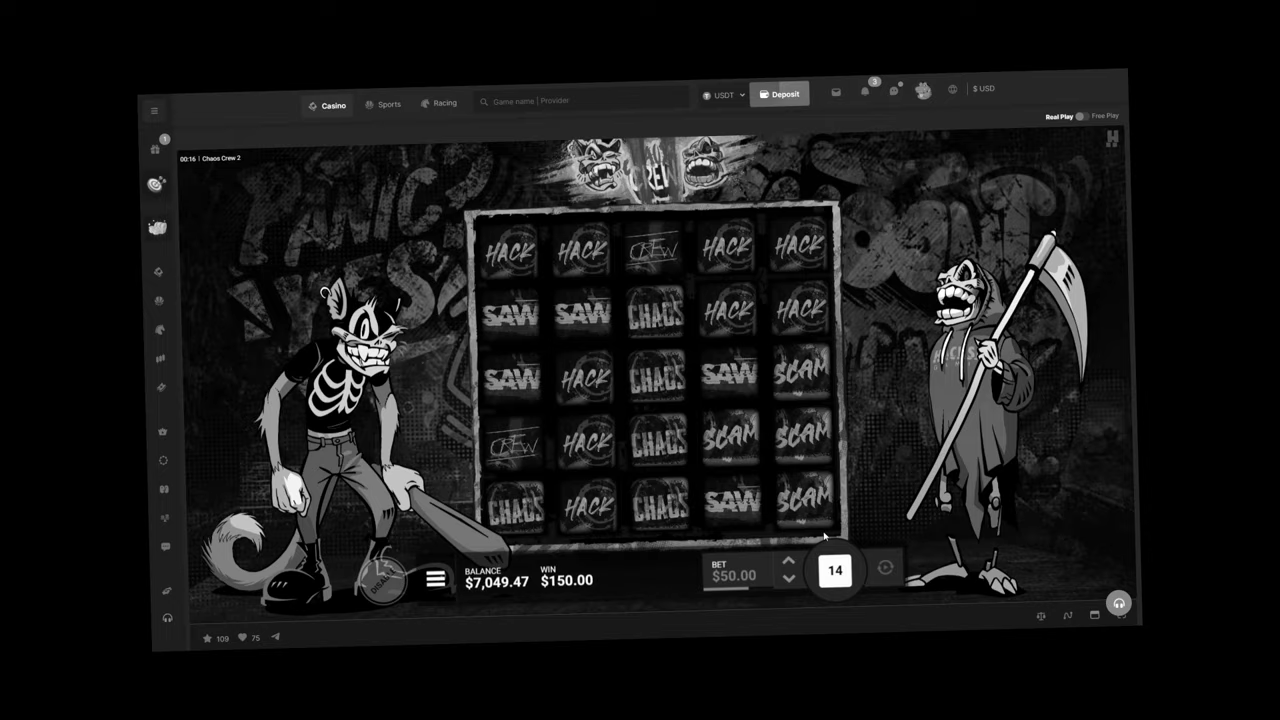 Casino Sports Racing Game name | Provider USDT Deposit 3 $ USD
Real Play Free Play
1
00:16 | Chaos Crew 2
PANIC?
HACK HACK CREW HACK HACK
SAW SAW CHAOS HACK HACK
SAW HACK CHAOS SAW SCAM
CREW HACK CHAOS SCAM SCAM
CHAOS HACK CHAOS SAW SCAM
BALANCE WIN BET
$7,049.47 $150.00 $50.00 14
109 75